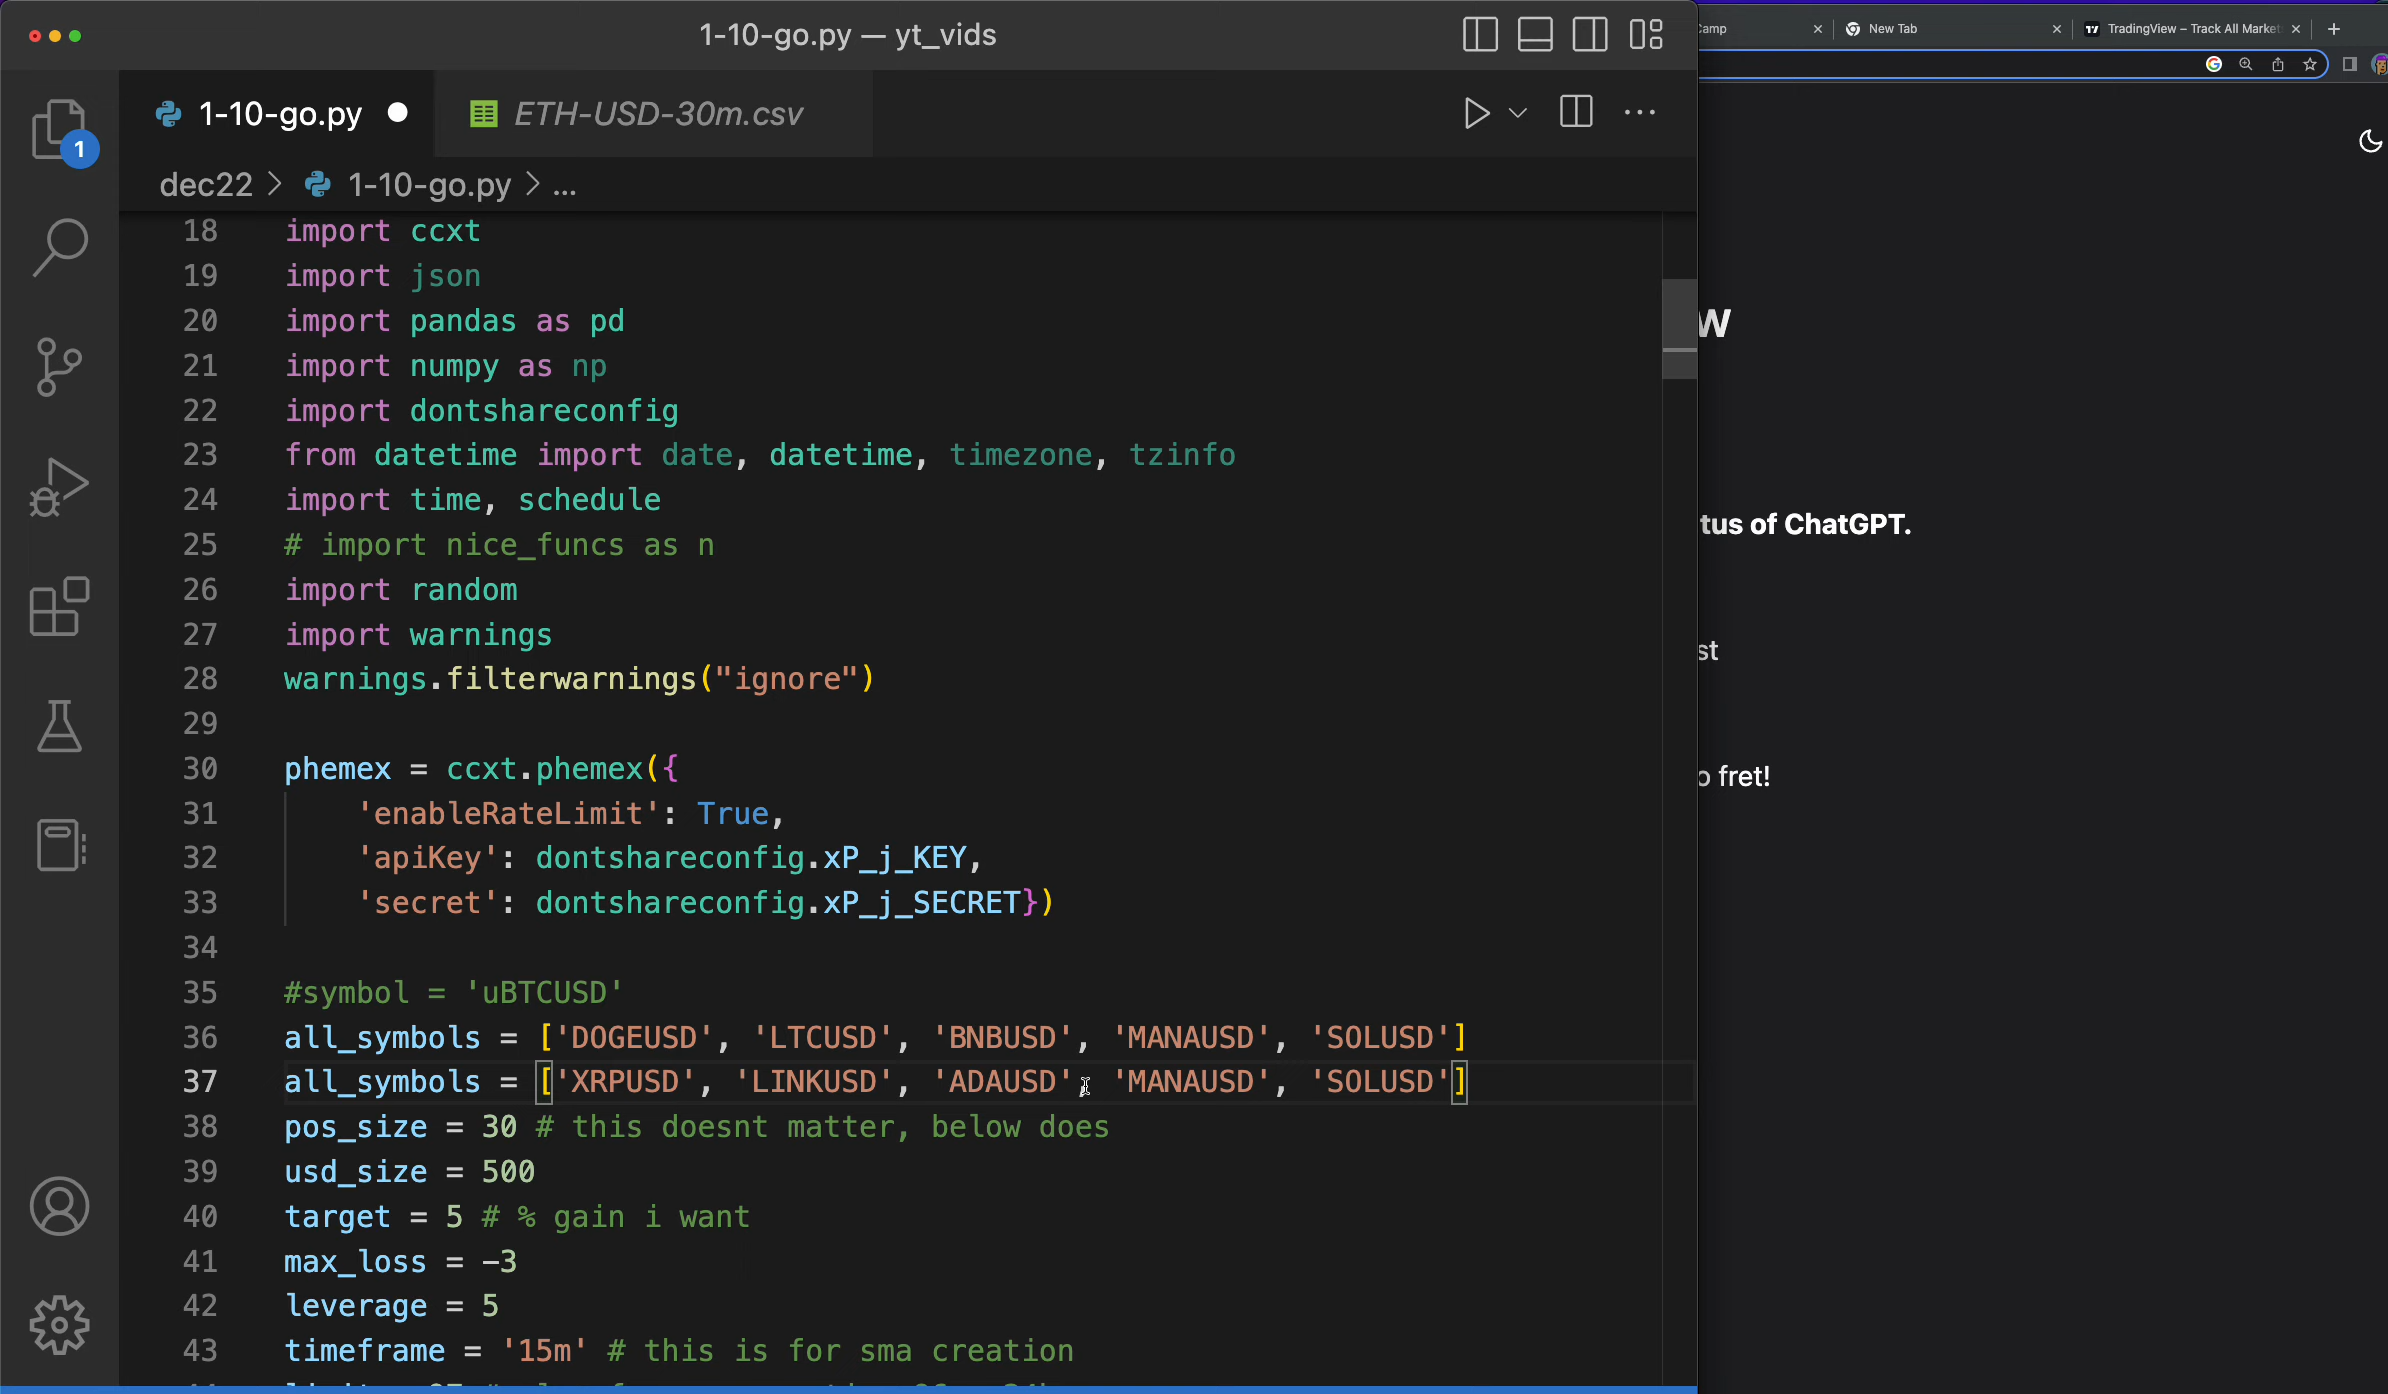 1-10-go.py — yt_vids
Camp
New Tab
TradingView – Track All Market
1-10-go.py
ETH-USD-30m.csv
1
dec22 > 1-10-go.py > ...
18 import ccxt
19 import json
20 import pandas as pd
21 import numpy as np
22 import dontshareconfig
23 from datetime import date, datetime, timezone, tzinfo
24 import time, schedule
25 # import nice_funcs as n
26 import random
27 import warnings
28 warnings.filterwarnings("ignore")
29
30 phemex = ccxt.phemex({
31 'enableRateLimit': True,
32 'apiKey': dontshareconfig.xP_j_KEY,
33 'secret': dontshareconfig.xP_j_SECRET})
34
35 #symbol = 'uBTCUSD'
36 all_symbols = ['DOGEUSD', 'LTCUSD', 'BNBUSD', 'MANAUSD', 'SOLUSD']
37 all_symbols = ['XRPUSD', 'LINKUSD', 'ADAUSD', 'MANAUSD', 'SOLUSD']
38 pos_size = 30 # this doesnt matter, below does
39 usd_size = 500
40 target = 5 # % gain i want
41 max_loss = -3
42 leverage = 5
43 timeframe = '15m' # this is for sma creation
w
tus of ChatGPT.
st
o fret!